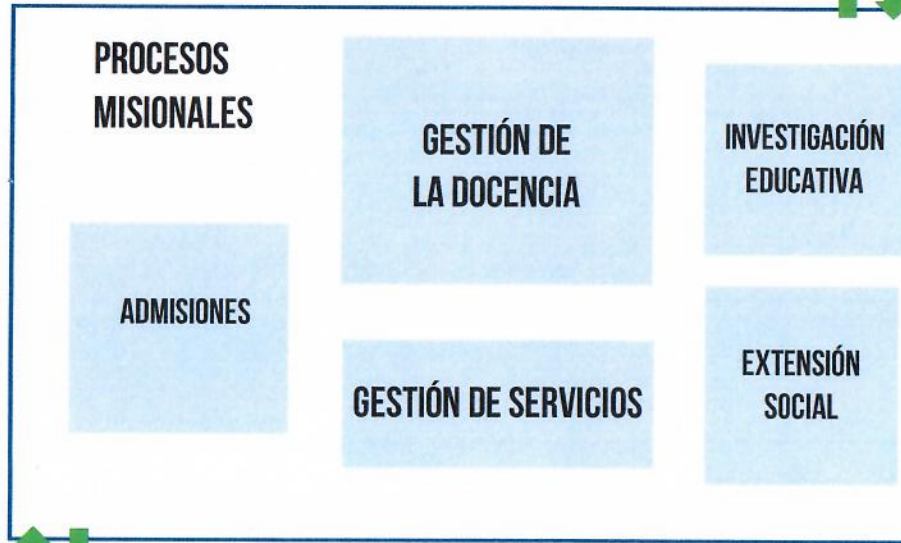 PROCESOS
MISIONALES
GESTIÓN DE
LA DOCENCIA
INVESTIGACIÓN
EDUCATIVA
ADMISIONES
GESTIÓN DE SERVICIOS
EXTENSIÓN
SOCIAL